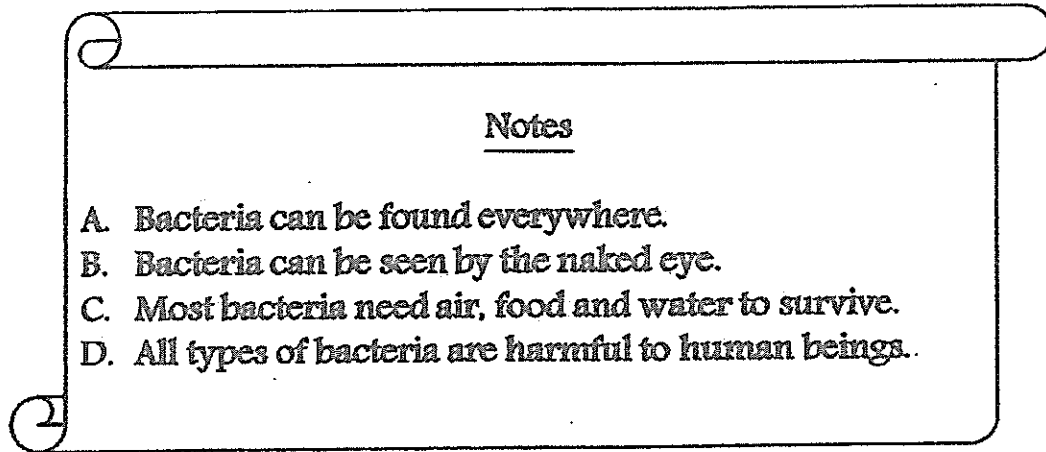 Notes
A. Bacteria can be found everywhere.
B. Bacteria can be seen by the naked eye.
C. Most bacteria need air, food and water to survive.
D. All types of bacteria are harmful to human beings.